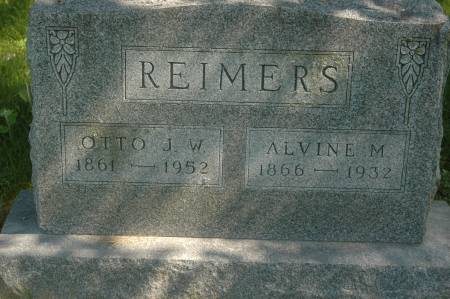 REIMERS
OTTO J. W.
1861 — 1952
ALVINE M.
1866 — 1932